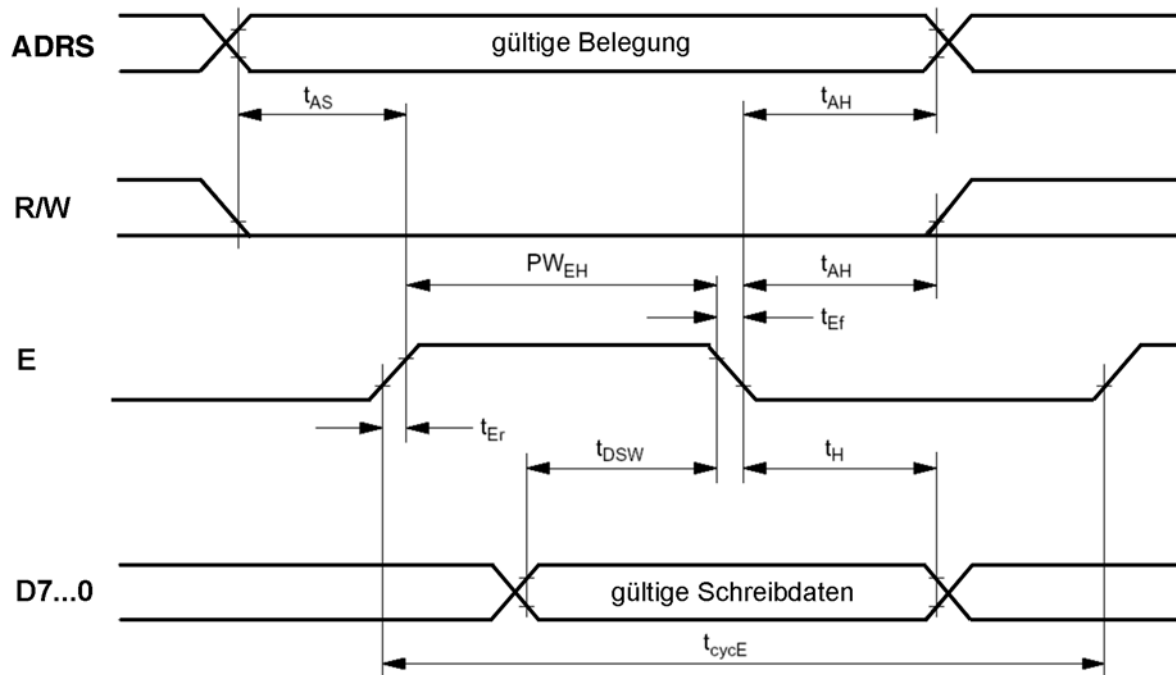 ADRS
gültige Belegung
tAS
tAH
R/W
PWEH
tAH
tEf
E
tEr
tDSW
tH
D7...0
gültige Schreibdaten
tcycE